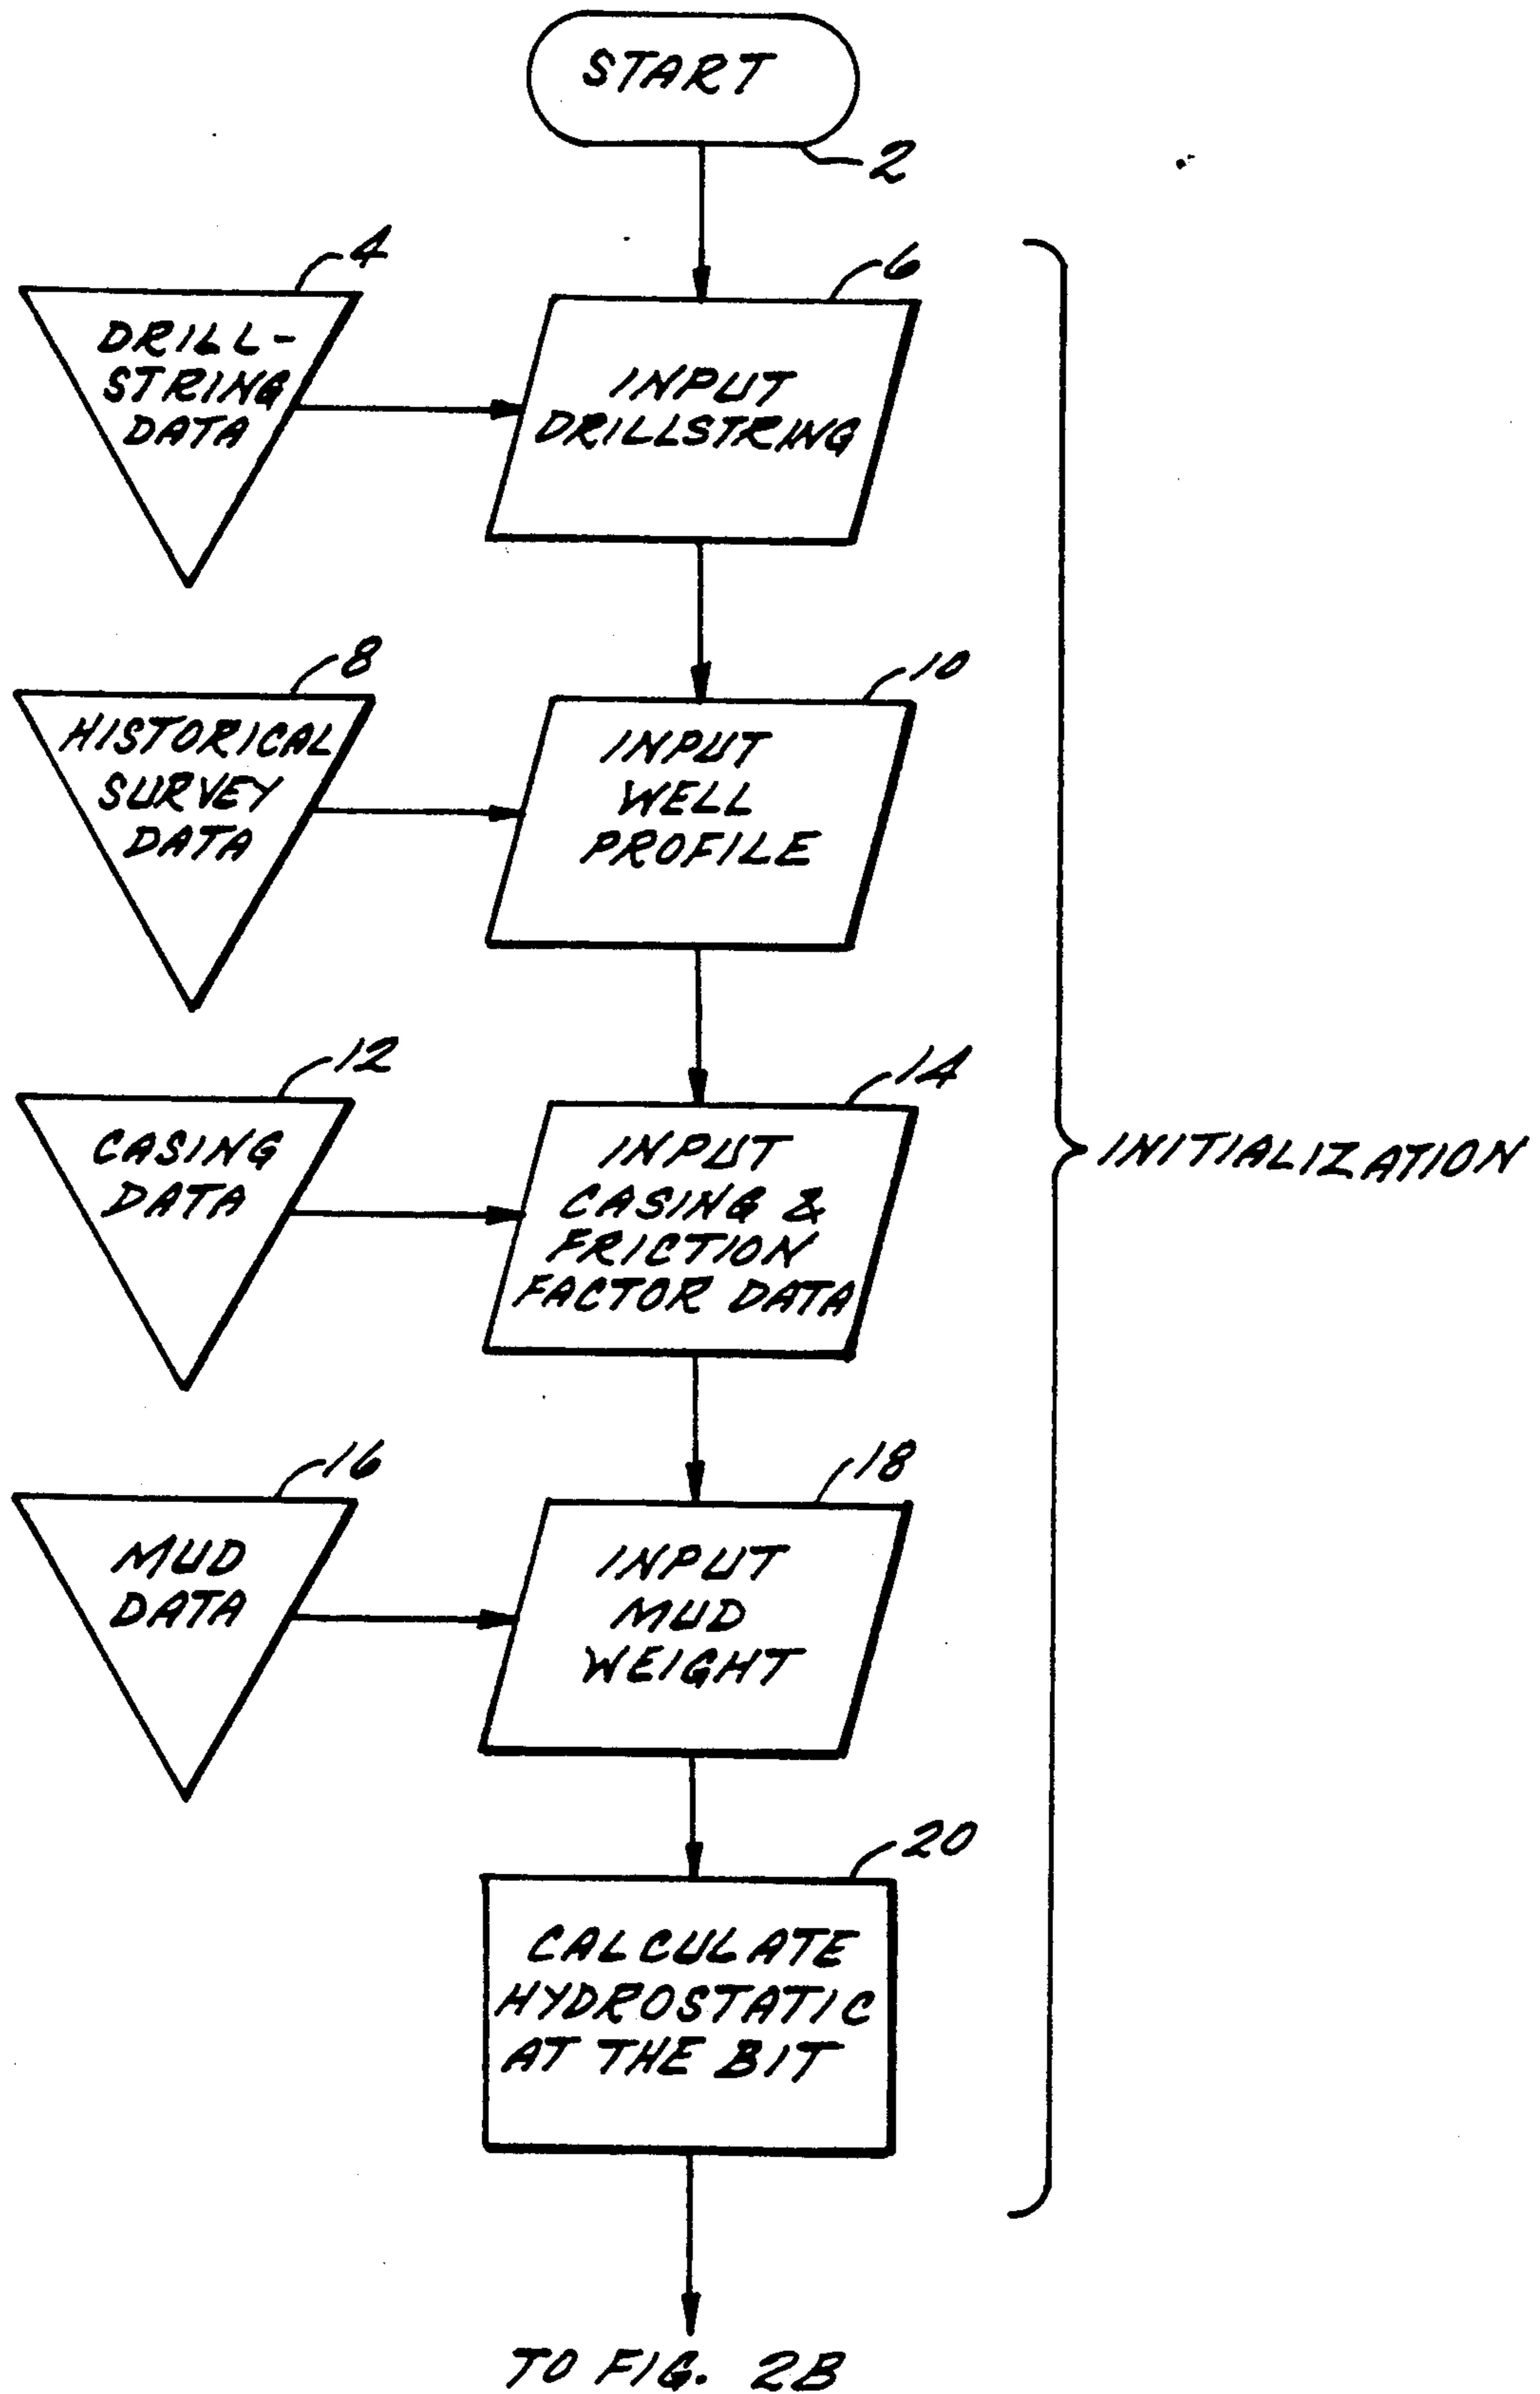 START
2
4
6
DRILL-
STRING
DATA
INPUT
DRILLSTRING
8
10
HISTORICAL
SURVEY
DATA
INPUT
WELL
PROFILE
12
14
CASING
DATA
INPUT
CASING &
FRICTION
FACTOR DATA
INITIALIZATION
16
18
MUD
DATA
INPUT
MUD
WEIGHT
20
CALCULATE
HYDROSTATIC
AT THE BIT
TO FIG. 2B